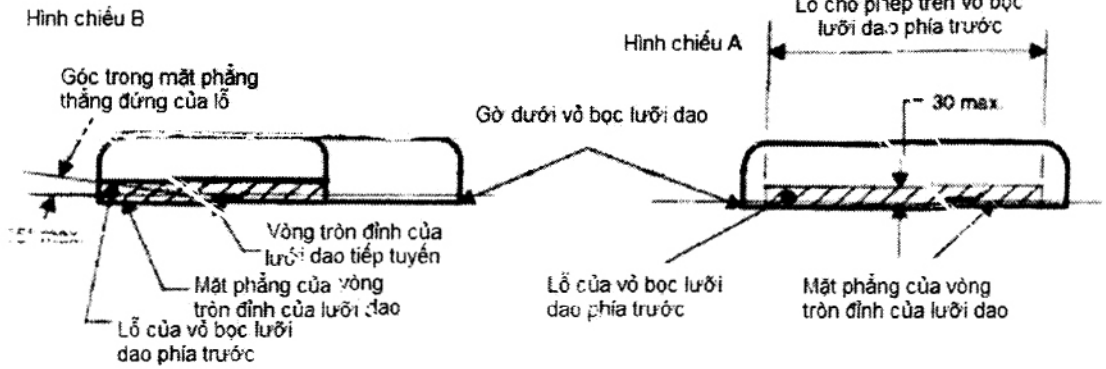 Hình chiếu B
Góc trong mặt phẳng
thẳng đứng của lỗ
Vòng tròn đỉnh của
lưỡi dao tiếp tuyến
Mặt phẳng của vòng
tròn đỉnh của lưỡi dao
Lỗ của vỏ bọc lưỡi
dao phía trước
Gờ dưới vỏ bọc lưỡi dao
Hình chiếu A
Lỗ cho phép trên vỏ bọc
lưỡi dao phía trước
30 max.
Lỗ của vỏ bọc lưỡi
dao phía trước
Mặt phẳng của vòng
tròn đỉnh của lưỡi dao
max.